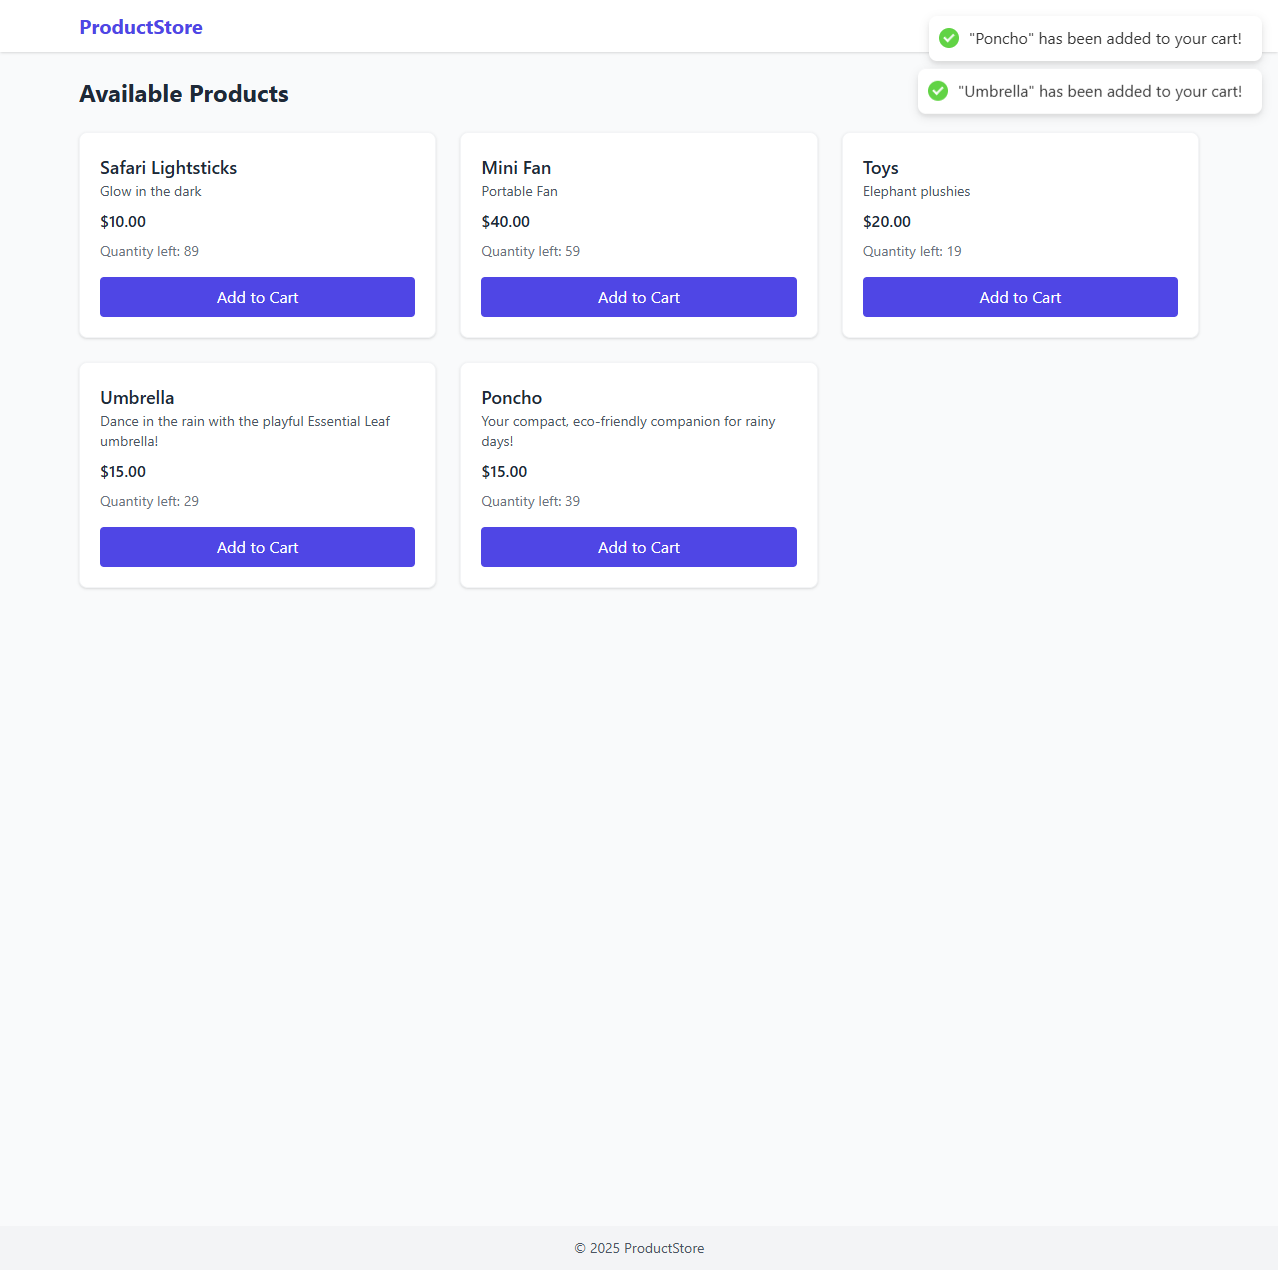 ProductStore
"Poncho" has been added to your cart!
"Umbrella" has been added to your cart!
Available Products
Safari Lightsticks
Glow in the dark
$10.00
Quantity left: 89
Add to Cart
Mini Fan
Portable Fan
$40.00
Quantity left: 59
Add to Cart
Toys
Elephant plushies
$20.00
Quantity left: 19
Add to Cart
Umbrella
Dance in the rain with the playful Essential Leaf
umbrella!
$15.00
Quantity left: 29
Add to Cart
Poncho
Your compact, eco-friendly companion for rainy
days!
$15.00
Quantity left: 39
Add to Cart
© 2025 ProductStore